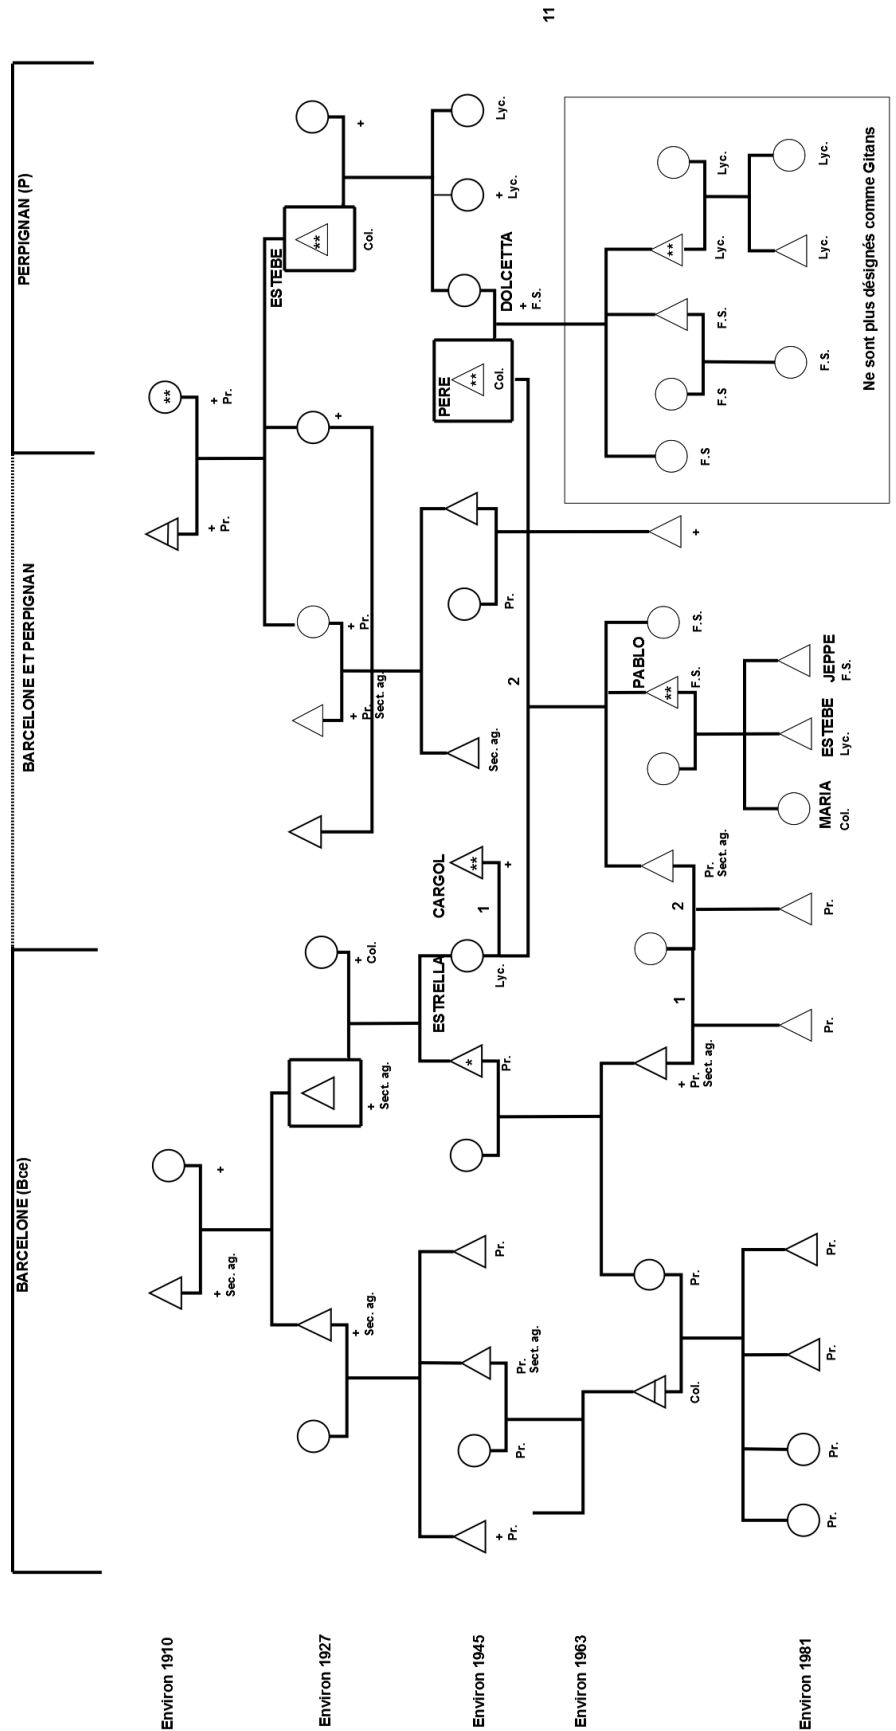 BARCELONE (Bce)
BARCELONE ET PERPIGNAN
PERPIGNAN (P)
Environ 1910
+
Sec. ag.
+
+
Pr.
**
+
Pr.
Environ 1927
+
Sec. ag.
+
Sect. ag.
+ Col.
+
Pr.
Sect. ag.
+
Pr.
+
ESTEBE
**
Col.
+
Environ 1945
+
Pr.
Pr.
Pr.
Sect. ag.
Pr.
*
Pr.
ESTRELLA
Lyc.
1
CARGOL
**
+
Sec. ag.
2
Pr.
PERE
**
Col.
DOLCETTA
+
F.S.
+
Lyc.
Lyc.
Environ 1963
Col.
Pr.
+
Pr.
Sect. ag.
1
2
Pr.
Sect. ag.
PABLO
**
F.S.
F.S.
+
F.S
F.S
F.S.
**
Lyc.
Lyc.
Environ 1981
Pr.
Pr.
Pr.
Pr.
Pr.
Pr.
MARIA
Col.
ESTEBE
Lyc.
JEPPE
F.S.
F.S.
Lyc.
Lyc.
Ne sont plus désignés comme Gitans
11